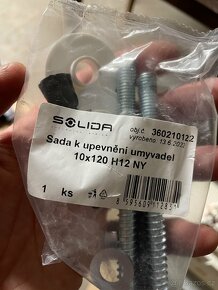 SOLIDA
obj.č. 360210122
vyrobeno: 13.6.2022
Sada k upevnění umyvadel
10x120 H12 NY
1 ks